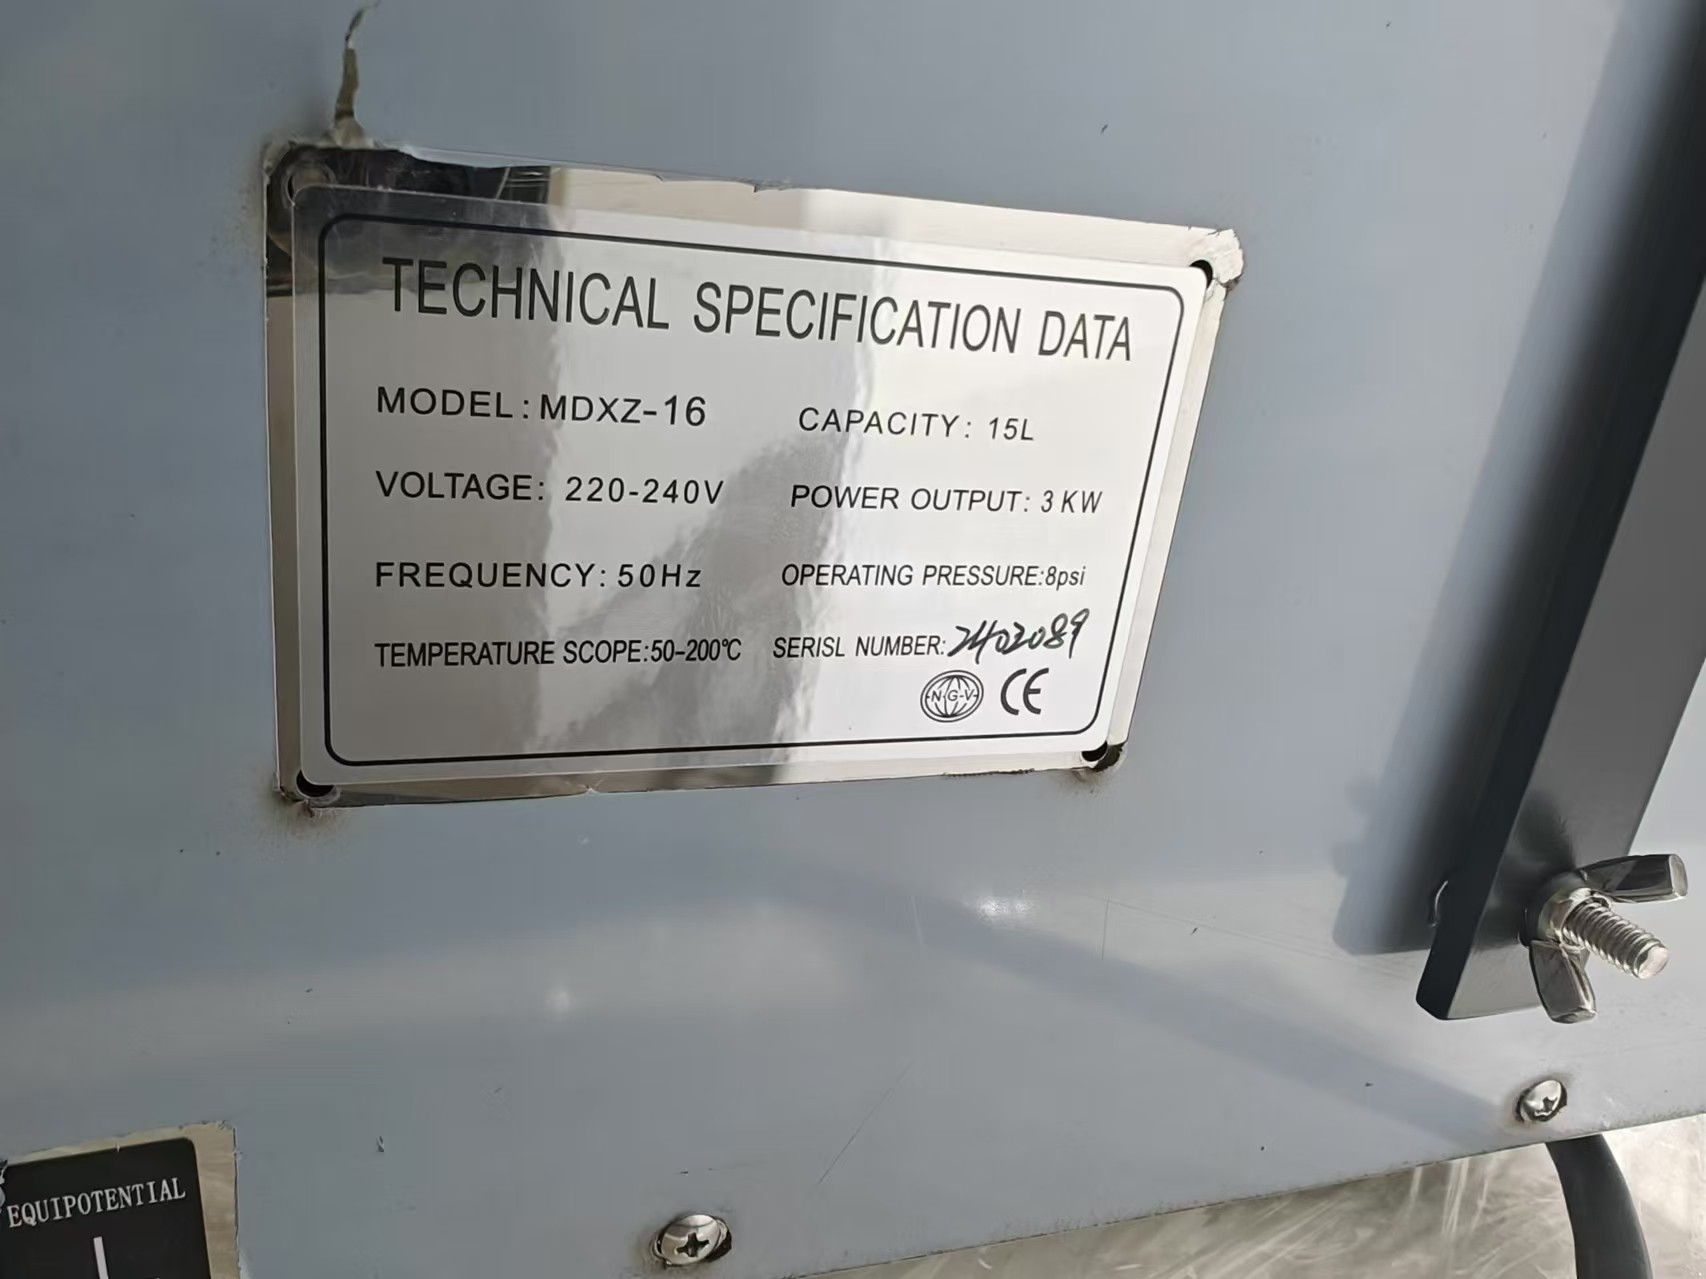 TECHNICAL SPECIFICATION DATA
MODEL: MDXZ-16 CAPACITY: 15L
VOLTAGE: 220-240V POWER OUTPUT: 3 KW
FREQUENCY: 50Hz OPERATING PRESSURE:8psi
TEMPERATURE SCOPE:50-200℃ SERISL NUMBER: 2402089
N-G-V CE
EQUIPOTENTIAL